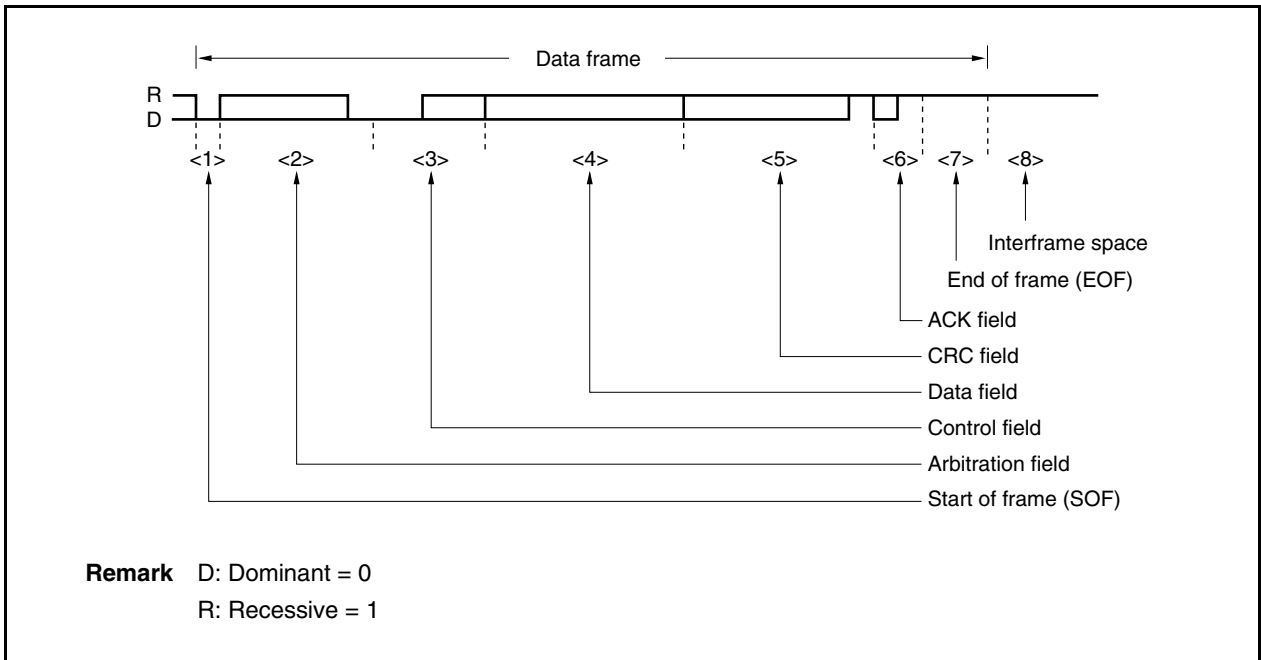 Data frame
R
D
<1> <2> <3> <4> <5> <6> <7> <8>
Interframe space
End of frame (EOF)
ACK field
CRC field
Data field
Control field
Arbitration field
Start of frame (SOF)
Remark D: Dominant = 0
R: Recessive = 1